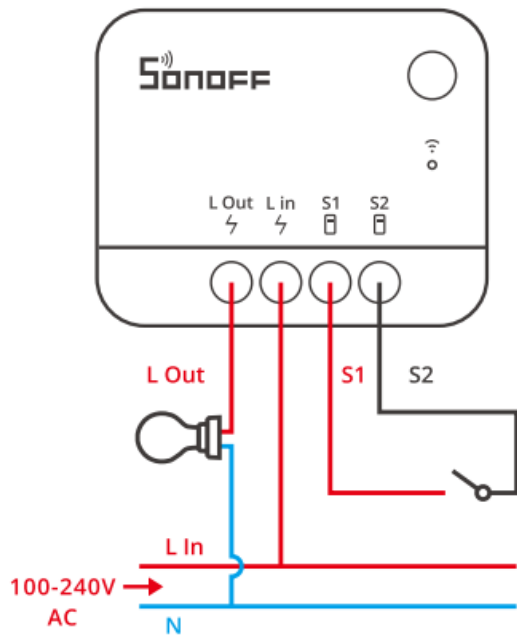 SONOFF
L Out L in S1 S2
L Out S1 S2
L In
100-240V
AC
N